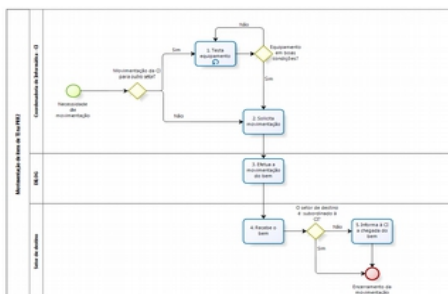 Movimentação de Bens de TI na PRR2
Coordenadoria de Informática - CI
DILOG
Setor de destino
Necessidade
de
movimentação
Movimentação da CI
para outro setor?
Sim
Não
1. Testa
equipamento
Não
Equipamento
em boas
condições?
Sim
2. Solicita
movimentação
3. Efetua a
movimentação
do bem
4. Recebe o
bem
O setor de destino
é subordinado à
CI?
Não
Sim
5. Informa à CI
a chegada do
bem
Encerramento da
movimentação